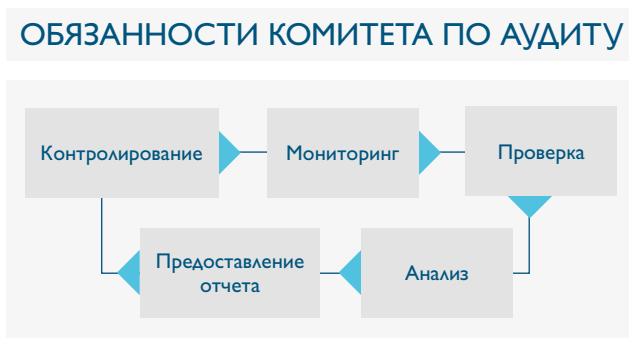 ОБЯЗАННОСТИ КОМИТЕТА ПО АУДИТУ
Контролирование
Мониторинг
Проверка
Предоставление
отчета
Анализ